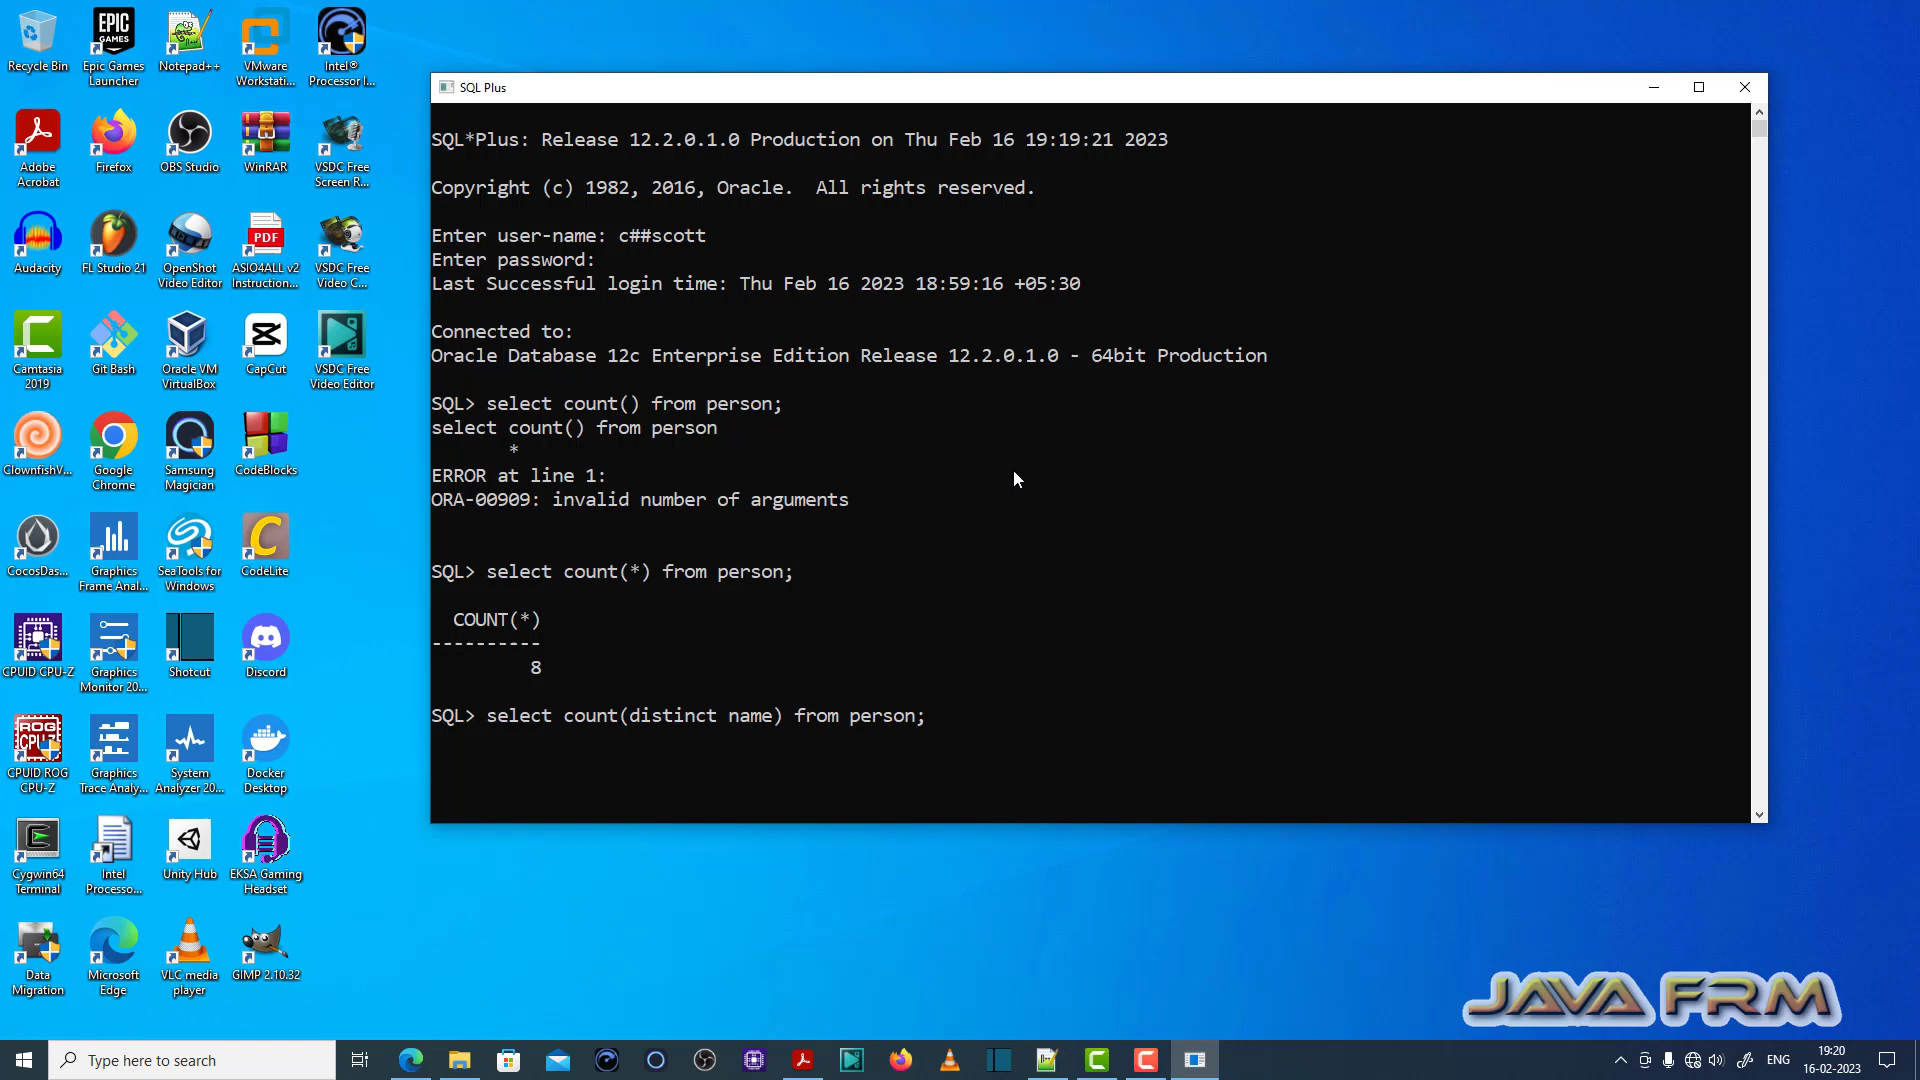 Recycle Bin
Epic Games
Launcher
Notepad++
VMware
Workstati...
Intel®
Processor I...
Adobe
Acrobat
Firefox
OBS Studio
WinRAR
VSDC Free
Screen R...
Audacity
FL Studio 21
OpenShot
Video Editor
PDF
ASIO4ALL v2
Instruction...
VSDC Free
Video C...
Camtasia
2019
Git Bash
Oracle VM
VirtualBox
CapCut
VSDC Free
Video Editor
ClownfishV...
Google
Chrome
Samsung
Magician
CodeBlocks
CocosDas...
Graphics
Frame Anal...
SeaTools for
Windows
CodeLite
CPUID CPU-Z
Graphics
Monitor 20...
Shotcut
Discord
CPUID ROG
CPU-Z
Graphics
Trace Analy...
System
Analyzer 20...
Docker
Desktop
Cygwin64
Terminal
Intel
Processo...
Unity Hub
EKSA Gaming
Headset
Data
Migration
Microsoft
Edge
VLC media
player
GIMP 2.10.32
SQL Plus
SQL*Plus: Release 12.2.0.1.0 Production on Thu Feb 16 19:19:21 2023
Copyright (c) 1982, 2016, Oracle.  All rights reserved.
Enter user-name: c##scott
Enter password:
Last Successful login time: Thu Feb 16 2023 18:59:16 +05:30
Connected to:
Oracle Database 12c Enterprise Edition Release 12.2.0.1.0 - 64bit Production
SQL> select count() from person;
select count() from person
*
ERROR at line 1:
ORA-00909: invalid number of arguments
SQL> select count(*) from person;
COUNT(*)
----------
8
SQL> select count(distinct name) from person;
JAVA FRM
Type here to search
ENG
19:20
16-02-2023